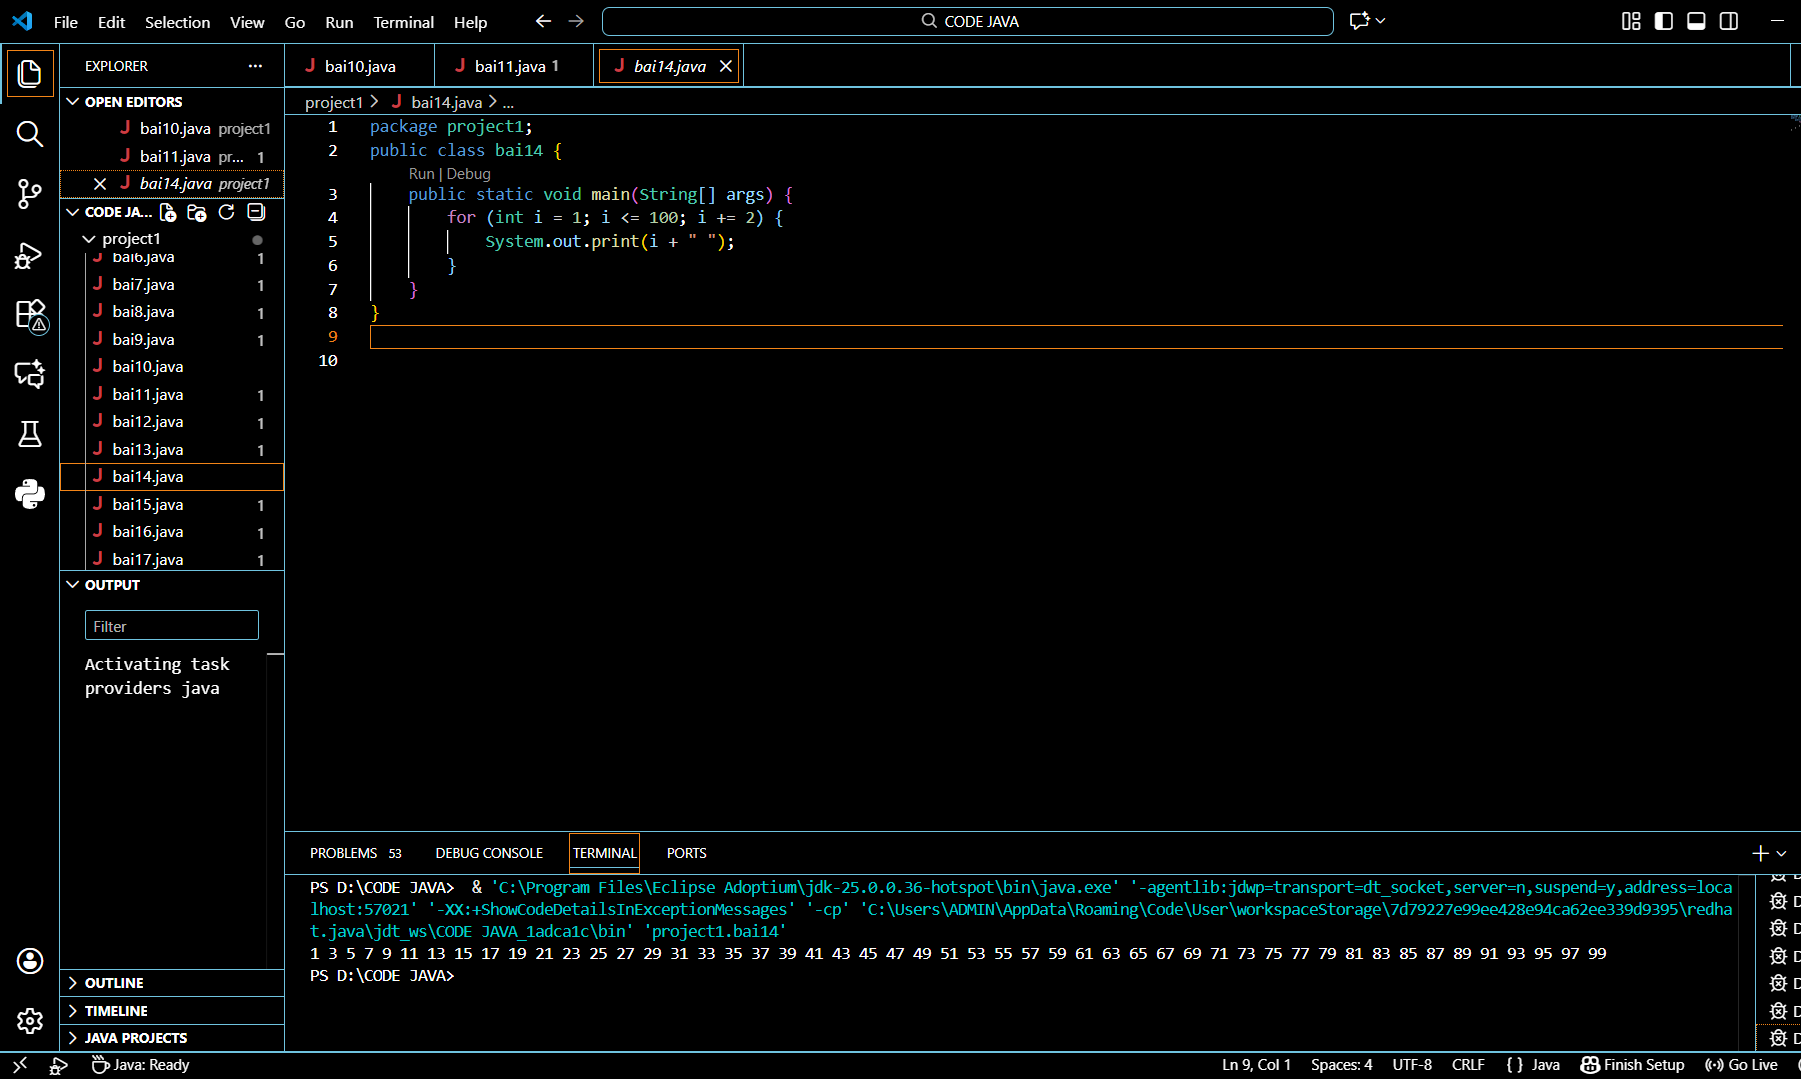 File Edit Selection View Go Run Terminal Help
CODE JAVA
EXPLORER
OPEN EDITORS
bai10.java project1
bai11.java pr... 1
bai14.java project1
CODE JA...
project1
bai6.java 1
bai7.java 1
bai8.java 1
bai9.java 1
bai10.java
bai11.java 1
bai12.java 1
bai13.java 1
bai14.java
bai15.java 1
bai16.java 1
bai17.java 1
OUTPUT
Filter
Activating task
providers java
OUTLINE
TIMELINE
JAVA PROJECTS
bai10.java
bai11.java 1
bai14.java
project1 > bai14.java > ...
1 package project1;
2 public class bai14 {
Run | Debug
3 public static void main(String[] args) {
4 for (int i = 1; i <= 100; i += 2) {
5 System.out.print(i + " ");
6 }
7 }
8 }
9
10
PROBLEMS 53 DEBUG CONSOLE TERMINAL PORTS
PS D:\CODE JAVA> & 'C:\Program Files\Eclipse Adoptium\jdk-25.0.0.36-hotspot\bin\java.exe' '-agentlib:jdwp=transport=dt_socket,server=n,suspend=y,address=loca
lhost:57021' '-XX:+ShowCodeDetailsInExceptionMessages' '-cp' 'C:\Users\ADMIN\AppData\Roaming\Code\User\workspaceStorage\7d79227e99ee428e94ca62ee339d9395\redha
t.java\jdt_ws\CODE JAVA_1adca1c\bin' 'project1.bai14'
1 3 5 7 9 11 13 15 17 19 21 23 25 27 29 31 33 35 37 39 41 43 45 47 49 51 53 55 57 59 61 63 65 67 69 71 73 75 77 79 81 83 85 87 89 91 93 95 97 99
PS D:\CODE JAVA>
Java: Ready
Ln 9, Col 1 Spaces: 4 UTF-8 CRLF { } Java Finish Setup Go Live